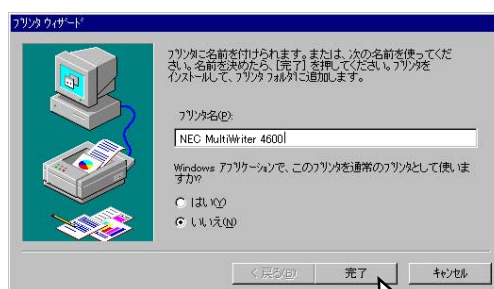 プリンタ ウィザード
プリンタに名前を付けられます。または、次の名前を使ってくだ
さい。名前を決めたら、[完了] を押してください。プリンタを
インストールして、プリンタ フォルダに追加します。
プリンタ名(P):
NEC MultiWriter 4600
Windows アプリケーションで、このプリンタを通常のプリンタとして使いま
すか?
はい(Y)
いいえ(N)
< 戻る(B)
完了
キャンセル